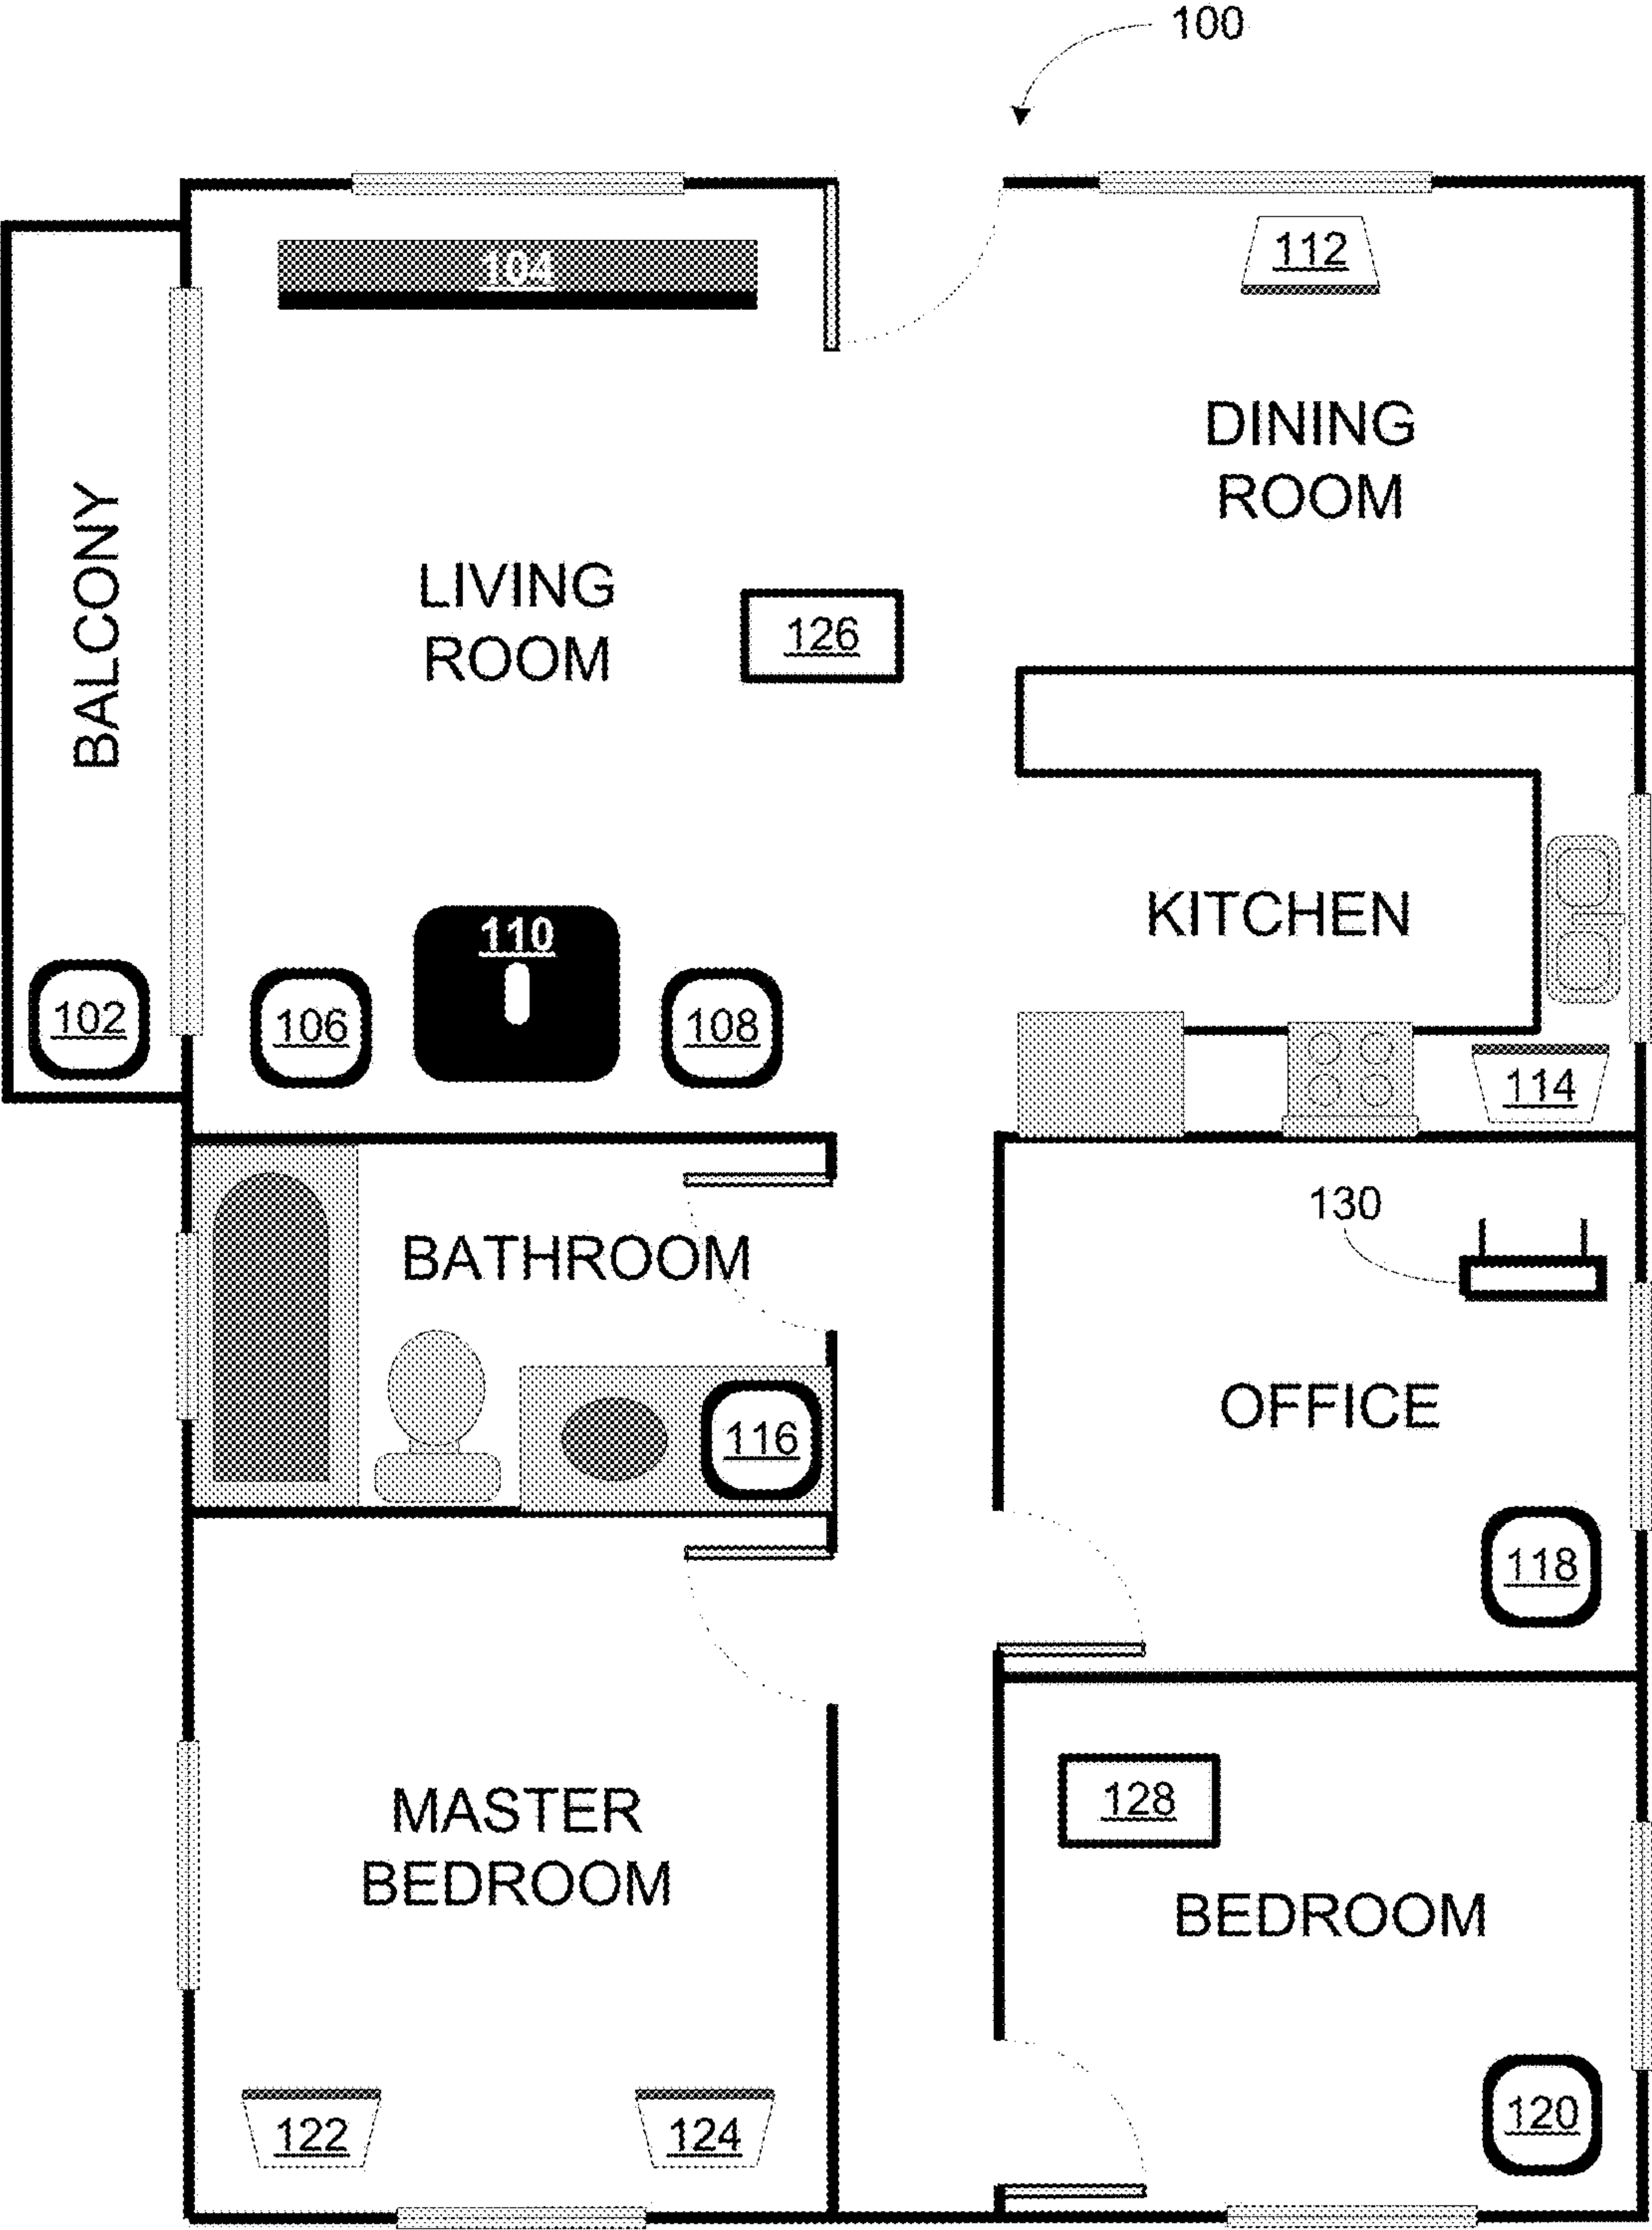 100
104
112
DINING
ROOM
BALCONY
LIVING
ROOM
126
KITCHEN
110
102
106
108
114
130
BATHROOM
OFFICE
116
118
MASTER
BEDROOM
128
BEDROOM
122
124
120